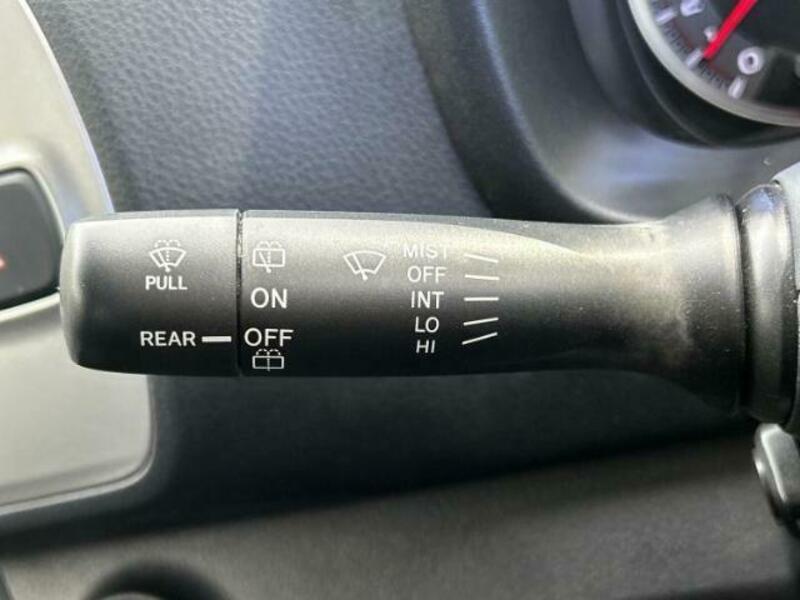 PULL
REAR
ON
OFF
MIST
OFF
INT
LO
HI